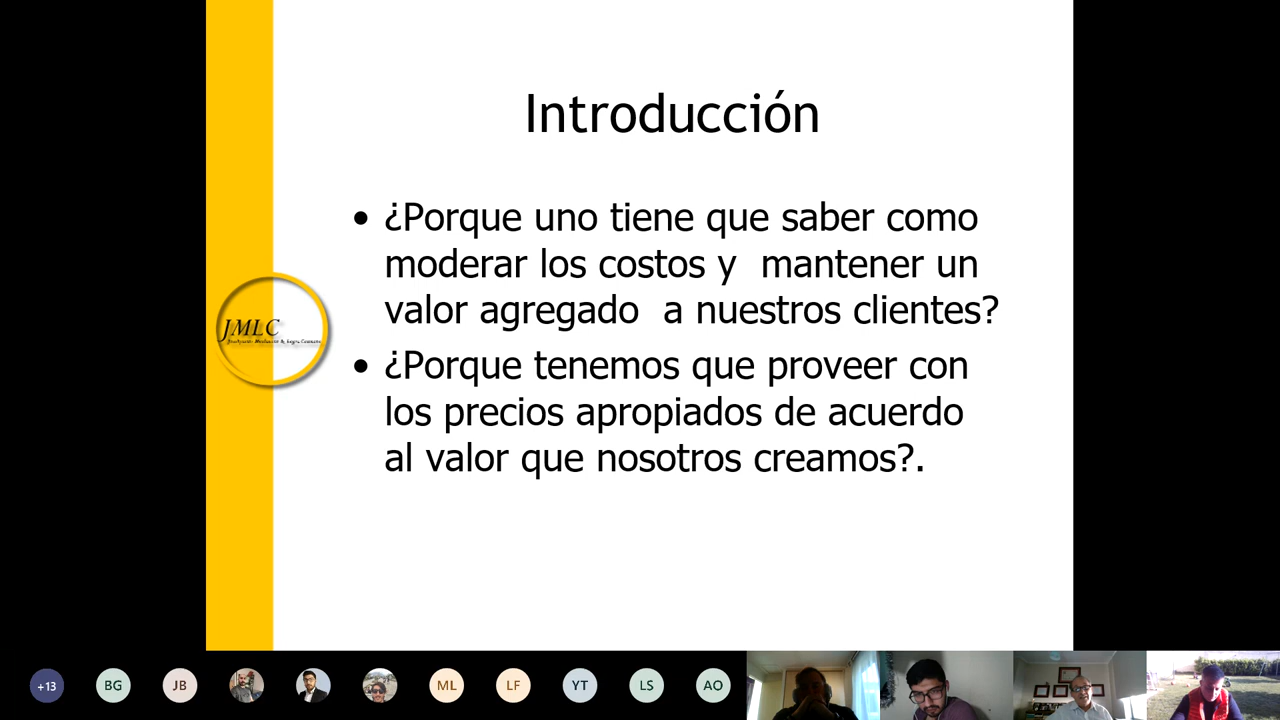 Introducción
• ¿Porque uno tiene que saber como
moderar los costos y  mantener un
valor agregado  a nuestros clientes?
• ¿Porque tenemos que proveer con
los precios apropiados de acuerdo
al valor que nosotros creamos?.
JMLC
+13
BG
JB
ML
LF
YT
LS
AO